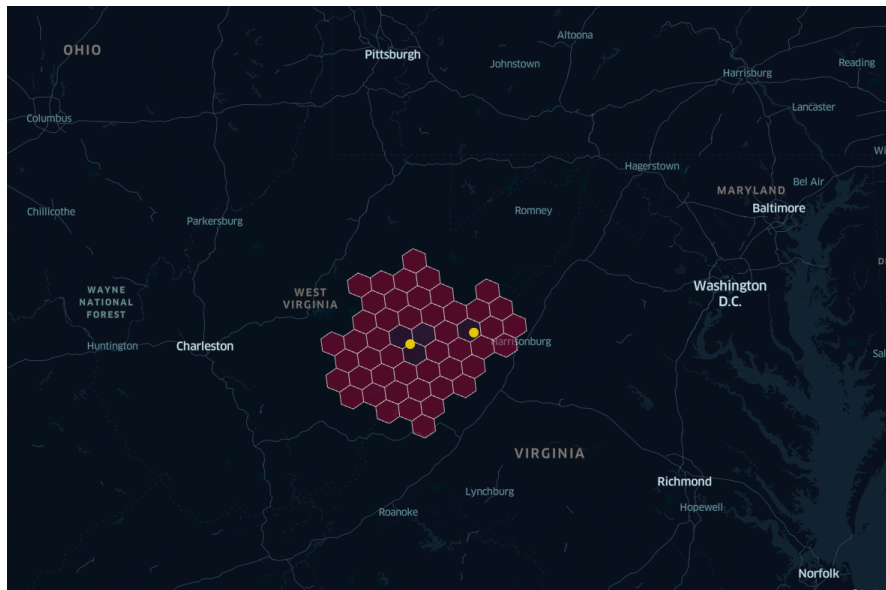 OHIO
Pittsburgh
Altoona
Johnstown
Harrisburg
Reading
Columbus
Lancaster
Hagerstown
MARYLAND
Bel Air
Baltimore
Chillicothe
Parkersburg
Romney
WAYNE
NATIONAL
FOREST
WEST
VIRGINIA
Washington
D.C.
Huntington
Charleston
Harrisonburg
VIRGINIA
Lynchburg
Richmond
Roanoke
Hopewell
Norfolk